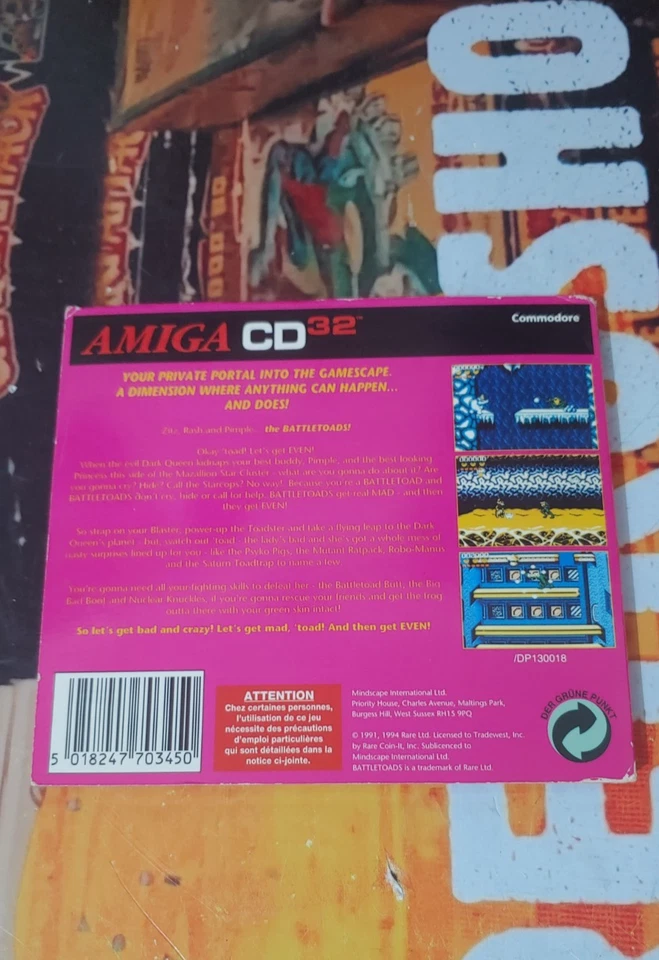 AMIGA CD32™
Commodore
YOUR PRIVATE PORTAL INTO THE GAMESCAPE.
A DIMENSION WHERE ANYTHING CAN HAPPEN...
AND DOES!
Zitz, Rash and Pimple... the BATTLETOADS!
Okay 'toad! Let's get EVEN!
When the evil Dark Queen kidnaps your best buddy, Pimple, and the best looking
Princess this side of the Mazallion Star Cluster - what are you gonna do about it? Are
you gonna cry? Hide? Call the Starcops? No way! Because you're a BATTLETOAD and
BATTLETOADS don't cry, hide or call for help. BATTLETOADS get real MAD - and then
they get EVEN!
So strap on your Blaster, power-up the Toadster and take a flying leap to the Dark
Queen's planet - but, watch out 'toad - the lady's bad and she's got a whole mess of
nasty surprises lined up for you - like the Psyko Pigs, the Mutant Ratpack, Robo-Manus
and the Saturn Toadtrap to name a few.
You're gonna need all your fighting skills to defeat her - the Battletoad Butt, the Big
Bad Boot and Nuclear Knuckles, if you're gonna rescue your friends and get the frog
outta there with your green skin intact!
So let's get bad and crazy! Let's get mad, 'toad! And then get EVEN!
/DP130018
5 018247 703450
ATTENTION
Chez certaines personnes,
l'utilisation de ce jeu
nécessite des précautions
d'emploi particulières
qui sont détaillées dans la
notice ci-jointe.
Mindscape International Ltd.
Priority House, Charles Avenue, Maltings Park,
Burgess Hill, West Sussex RH15 9PQ
© 1991, 1994 Rare Ltd. Licensed to Tradewest, Inc.
by Rare Coin-It, Inc. Sublicenced to
Mindscape International Ltd.
BATTLETOADS is a trademark of Rare Ltd.
DER GRÜNE PUNKT